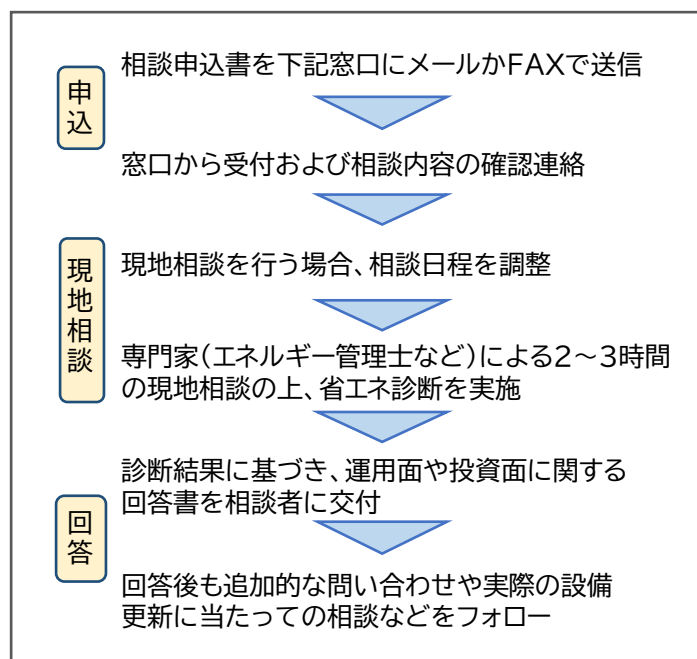 申込
相談申込書を下記窓口にメールかFAXで送信
窓口から受付および相談内容の確認連絡
現地相談
現地相談を行う場合、相談日程を調整
専門家(エネルギー管理士など)による2～3時間
の現地相談の上、省エネ診断を実施
回答
診断結果に基づき、運用面や投資面に関する
回答書を相談者に交付
回答後も追加的な問い合わせや実際の設備
更新に当たっての相談などをフォロー